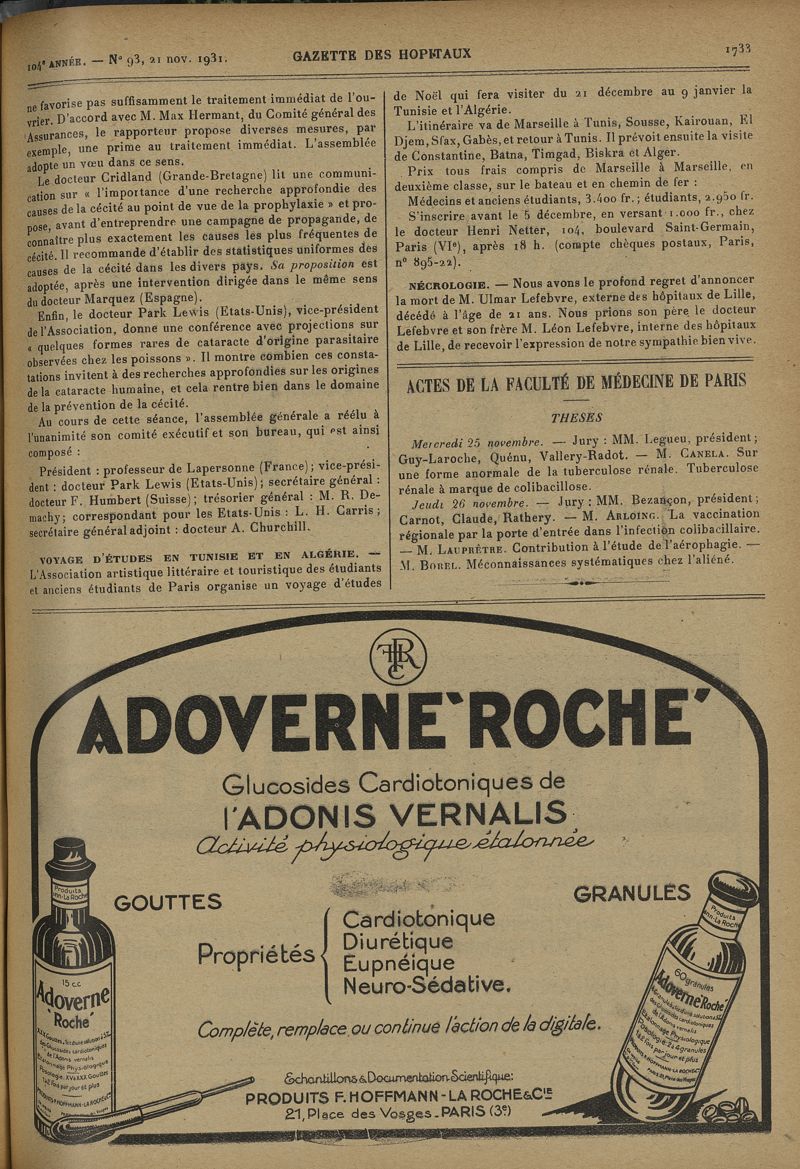 104e ANNÉE. — N° 93, 21 nov. 1931.
GAZETTE DES HOPITAUX
1733
ne favorise pas suffisamment le traitement immédiat de l'ou-
vrier. D'accord avec M. Max Hermant, du Comité général des
Assurances, le rapporteur propose diverses mesures, par
exemple, une prime au traitement immédiat. L'assemblée
adopte un vœu dans ce sens.
Le docteur Cridland (Grande-Bretagne) lit une communi-
cation sur « l'importance d'une recherche approfondie des
causes de la cécité au point de vue de la prophylaxie » et pro-
pose, avant d'entreprendre une campagne de propagande, de
connaître plus exactement les causes les plus fréquentes de
cécité. Il recommande d'établir des statistiques uniformes des
causes de la cécité dans les divers pays. Sa proposition est
adoptée, après une intervention dirigée dans le même sens
du docteur Marquez (Espagne).
Enfin, le docteur Park Lewis (Etats-Unis), vice-président
de l'Association, donne une conférence avec projections sur
« quelques formes rares de cataracte d'origine parasitaire
observées chez les poissons ». Il montre combien ces consta-
tations invitent à des recherches approfondies sur les origines
de la cataracte humaine, et cela rentre bien dans le domaine
de la prévention de la cécité.
Au cours de cette séance, l'assemblée générale a réélu à
l'unanimité son comité exécutif et son bureau, qui est ainsi
composé :
Président : professeur de Lapersonne (France) ; vice-prési-
dent : docteur Park Lewis (Etats-Unis) ; secrétaire général :
docteur F. Humbert (Suisse) ; trésorier général : M. R. De-
machy ; correspondant pour les Etats-Unis : L. H. Carris ;
secrétaire général adjoint : docteur A. Churchill.
VOYAGE D'ÉTUDES EN TUNISIE ET EN ALGÉRIE. —
L'Association artistique littéraire et touristique des étudiants
et anciens étudiants de Paris organise un voyage d'études
de Noël qui fera visiter du 21 décembre au 9 janvier la
Tunisie et l'Algérie.
L'itinéraire va de Marseille à Tunis, Sousse, Kairouan, El
Djem, Sfax, Gabès, et retour à Tunis. Il prévoit ensuite la visite
de Constantine, Batna, Timgad, Biskra et Alger.
Prix tous frais compris de Marseille à Marseille, en
deuxième classe, sur le bateau et en chemin de fer :
Médecins et anciens étudiants, 3.400 fr. ; étudiants, 2.950 fr.
S'inscrire avant le 5 décembre, en versant 1.000 fr., chez
le docteur Henri Netter, 104, boulevard Saint-Germain,
Paris (VIe), après 18 h. (compte chèques postaux, Paris,
n° 895-22).
NÉCROLOGIE. — Nous avons le profond regret d'annoncer
la mort de M. Ulmar Lefebvre, externe des hôpitaux de Lille,
décédé à l'âge de 21 ans. Nous prions son père le docteur
Lefebvre et son frère M. Léon Lefebvre, interne des hôpitaux
de Lille, de recevoir l'expression de notre sympathie bien vive.
ACTES DE LA FACULTÉ DE MÉDECINE DE PARIS
THESES
Mercredi 25 novembre. — Jury : MM. Legueu, président ;
Guy-Laroche, Quénu, Vallery-Radot. — M. CANELA. Sur
une forme anormale de la tuberculose rénale. Tuberculose
rénale à marque de colibacillose.
Jeudi 26 novembre. — Jury : MM. Bezançon, président ;
Carnot, Claude, Rathery. — M. ARLOING. La vaccination
régionale par la porte d'entrée dans l'infection colibacillaire.
— M. LAUPRÊTRE. Contribution à l'étude de l'aérophagie. —
M. BOREL. Méconnaissances systématiques chez l'aliéné.
ADOVERNE "ROCHE"
Glucosides Cardiotoniques de
l'ADONIS VERNALIS
Activité physiologique étalonnée
GOUTTES
GRANULES
Propriétés
Cardiotonique
Diurétique
Eupnéique
Neuro-Sédative.
Complète, remplace ou continue l'action de la digitale.
Echantillons & Documentation Scientifique:
PRODUITS F. HOFFMANN-LA ROCHE & Cie
21, Place des Vosges - PARIS (3e)
Produits
15 c.c
Adoverne
"Roche"
Produits
60 granules
Adoverne "Roche"